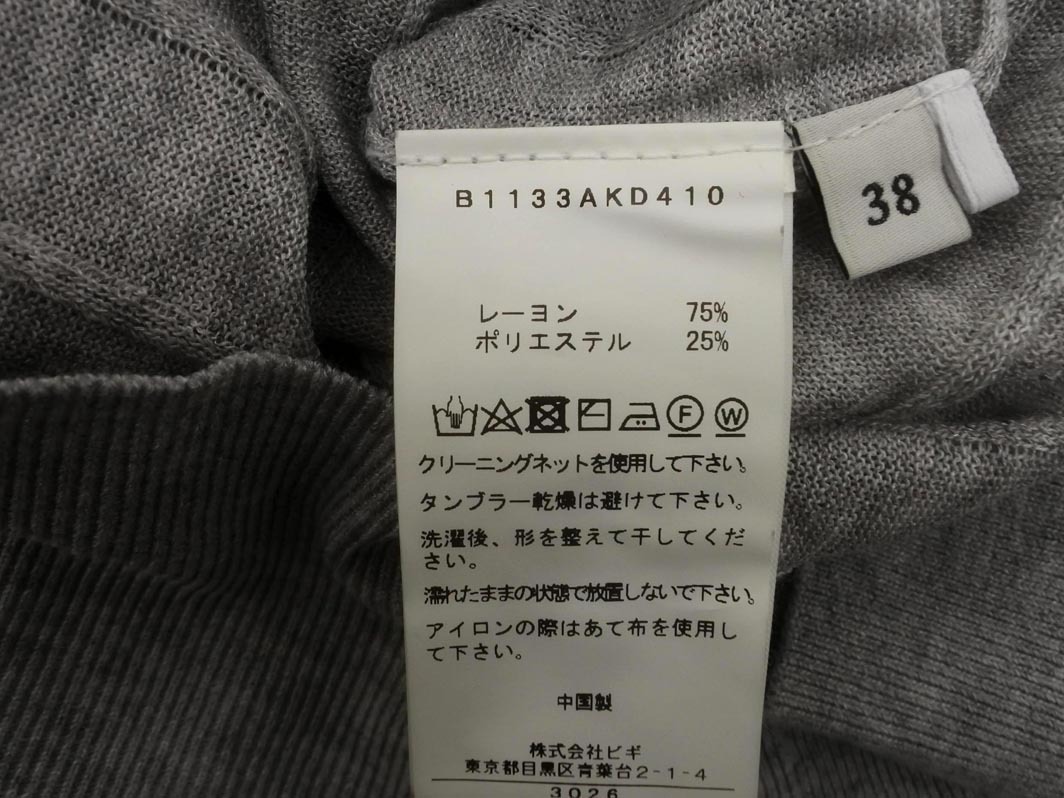 B1133AKD410
38
レーヨン 75%
ポリエステル 25%
F W
クリーニングネットを使用して下さい。
タンブラー乾燥は避けて下さい。
洗濯後、形を整えて干してくだ
さい。
濡れたままの状態で放置しないで下さい。
アイロンの際はあて布を使用し
て下さい。
中国製
株式会社ビギ
東京都目黒区青葉台2-1-4
3026